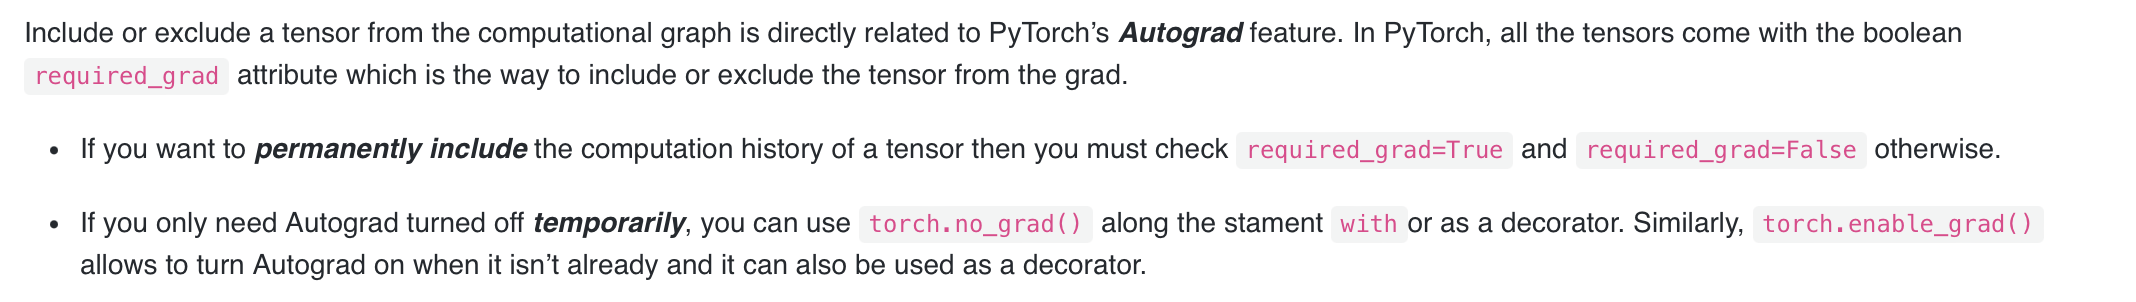 Include or exclude a tensor from the computational graph is directly related to PyTorch’s Autograd feature. In PyTorch, all the tensors come with the boolean
required_grad attribute which is the way to include or exclude the tensor from the grad.
• If you want to permanently include the computation history of a tensor then you must check required_grad=True and required_grad=False otherwise.
• If you only need Autograd turned off temporarily, you can use torch.no_grad() along the stament with or as a decorator. Similarly, torch.enable_grad()
allows to turn Autograd on when it isn’t already and it can also be used as a decorator.